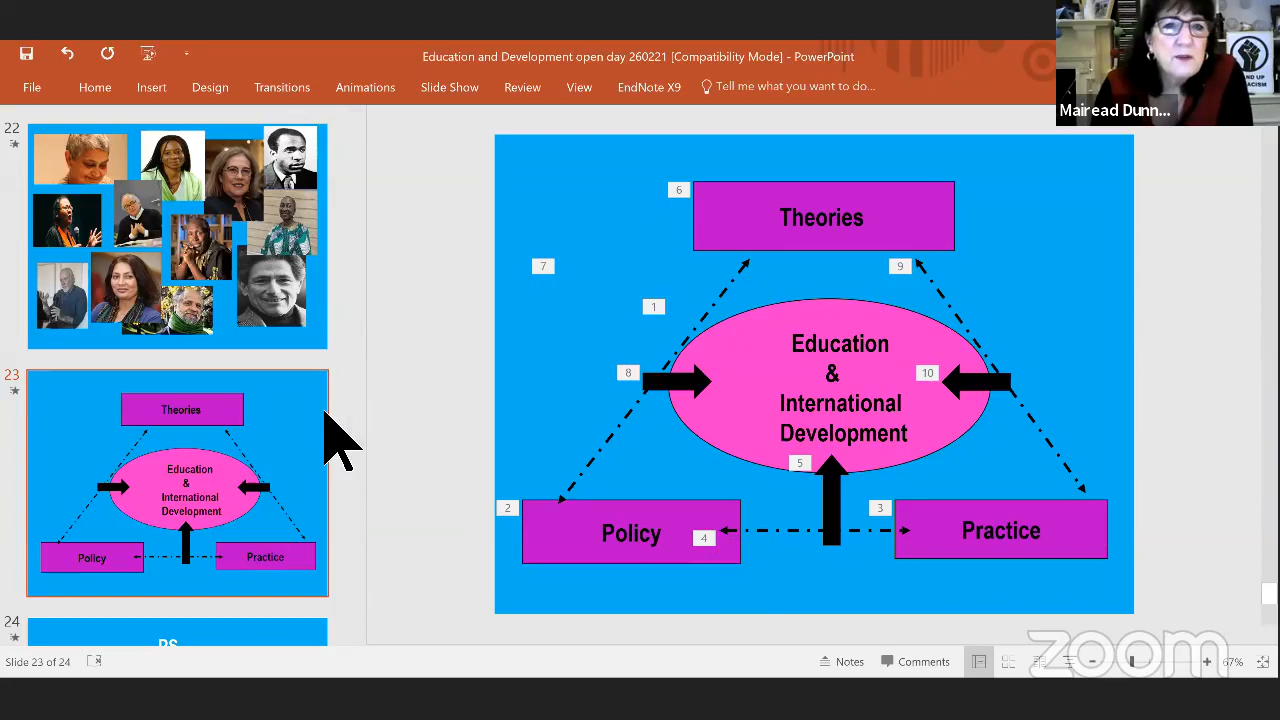 Education and Development open day 260221 [Compatibility Mode] - PowerPoint
File Home Insert Design Transitions Animations Slide Show Review View EndNote X9 Tell me what you want to do...
Mairead Dunn...
22
23
Theories
Education
&
International
Development
Policy
Practice
24
PS
6
Theories
7
9
1
Education
&
8
10
International
Development
5
2
3
Policy
4
Practice
Slide 23 of 24
Notes
Comments
67%
zoom